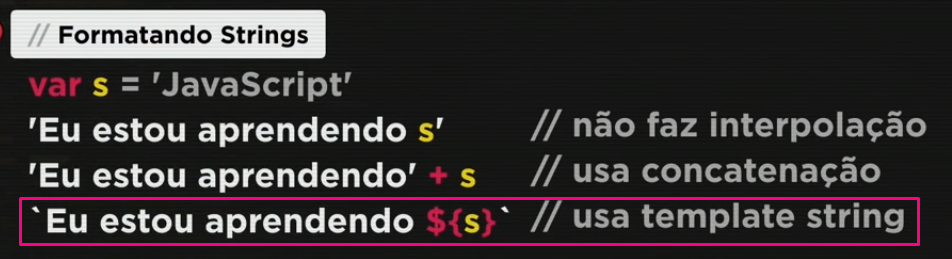 // Formatando Strings
var s = 'JavaScript'
'Eu estou aprendendo s' // não faz interpolação
'Eu estou aprendendo' + s // usa concatenação
`Eu estou aprendendo ${s}` // usa template string